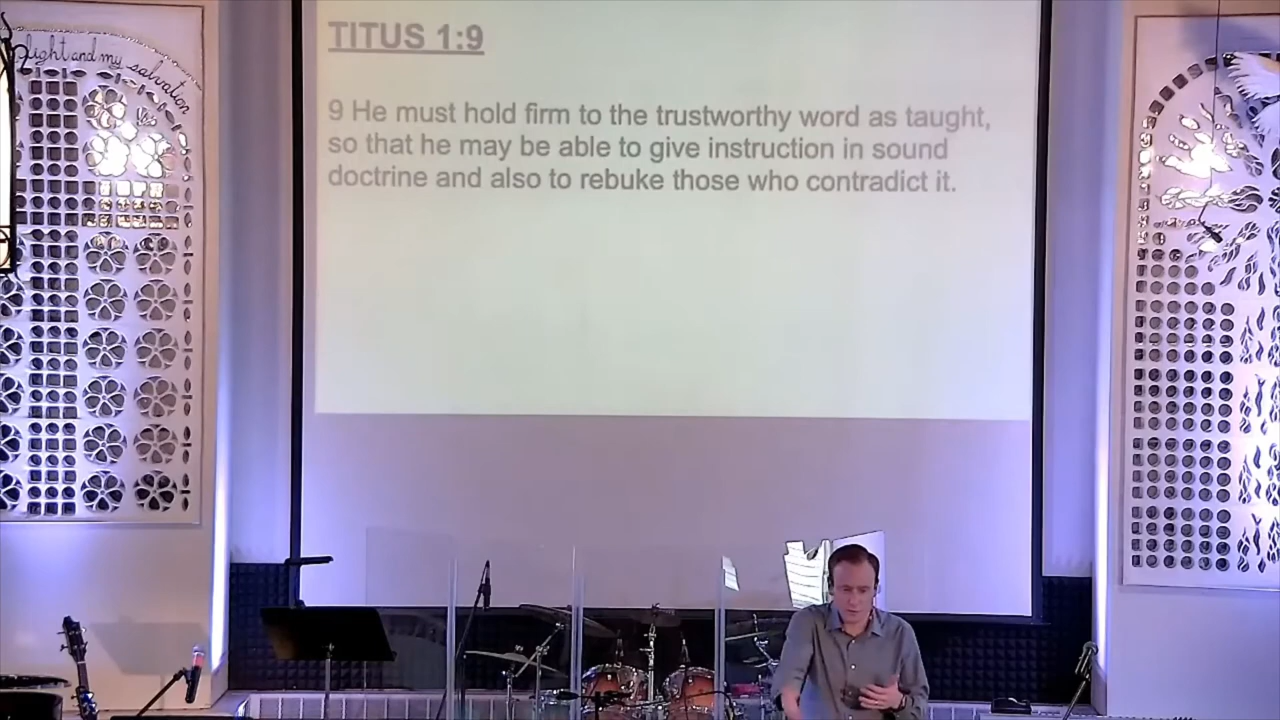 light and my salvation
TITUS 1:9
9 He must hold firm to the trustworthy word as taught,
so that he may be able to give instruction in sound
doctrine and also to rebuke those who contradict it.